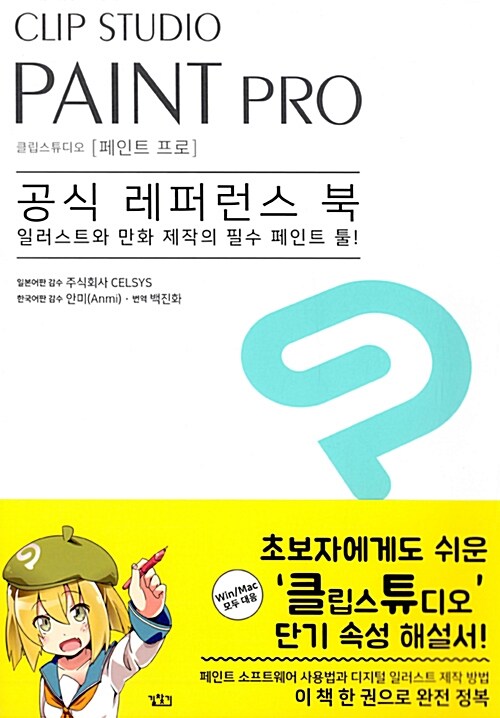 CLIP STUDIO
PAINT PRO
클립스튜디오 [페인트 프로]
공식 레퍼런스 북
일러스트와 만화 제작의 필수 페인트 툴!
일본어판 감수 주식회사 CELSYS
한국어판 감수 안미(Anmi) · 번역 백진화
초보자에게도 쉬운
Win/Mac
모두 대응
'클립스튜디오'
단기 속성 해설서!
페인트 소프트웨어 사용법과 디지털 일러스트 제작 방법
이 책 한 권으로 완전 정복
길찾기